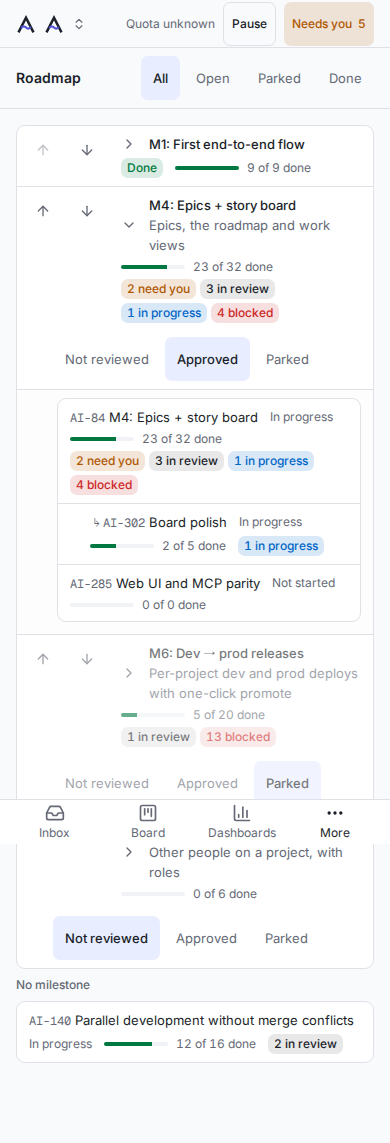 Quota unknown
Pause
Needs you 5
Roadmap
All
Open
Parked
Done
M1: First end-to-end flow
Done
9 of 9 done
M4: Epics + story board
Epics, the roadmap and work
views
23 of 32 done
2 need you
3 in review
1 in progress
4 blocked
Not reviewed
Approved
Parked
AI-84 M4: Epics + story board
In progress
23 of 32 done
2 need you
3 in review
1 in progress
4 blocked
↳ AI-302 Board polish
In progress
2 of 5 done
1 in progress
AI-285 Web UI and MCP parity
Not started
0 of 0 done
M6: Dev → prod releases
Per-project dev and prod deploys
with one-click promote
5 of 20 done
1 in review
13 blocked
Not reviewed
Approved
Parked
Inbox
Board
Dashboards
More
Other people on a project, with
roles
0 of 6 done
Not reviewed
Approved
Parked
No milestone
AI-140 Parallel development without merge conflicts
In progress
12 of 16 done
2 in review